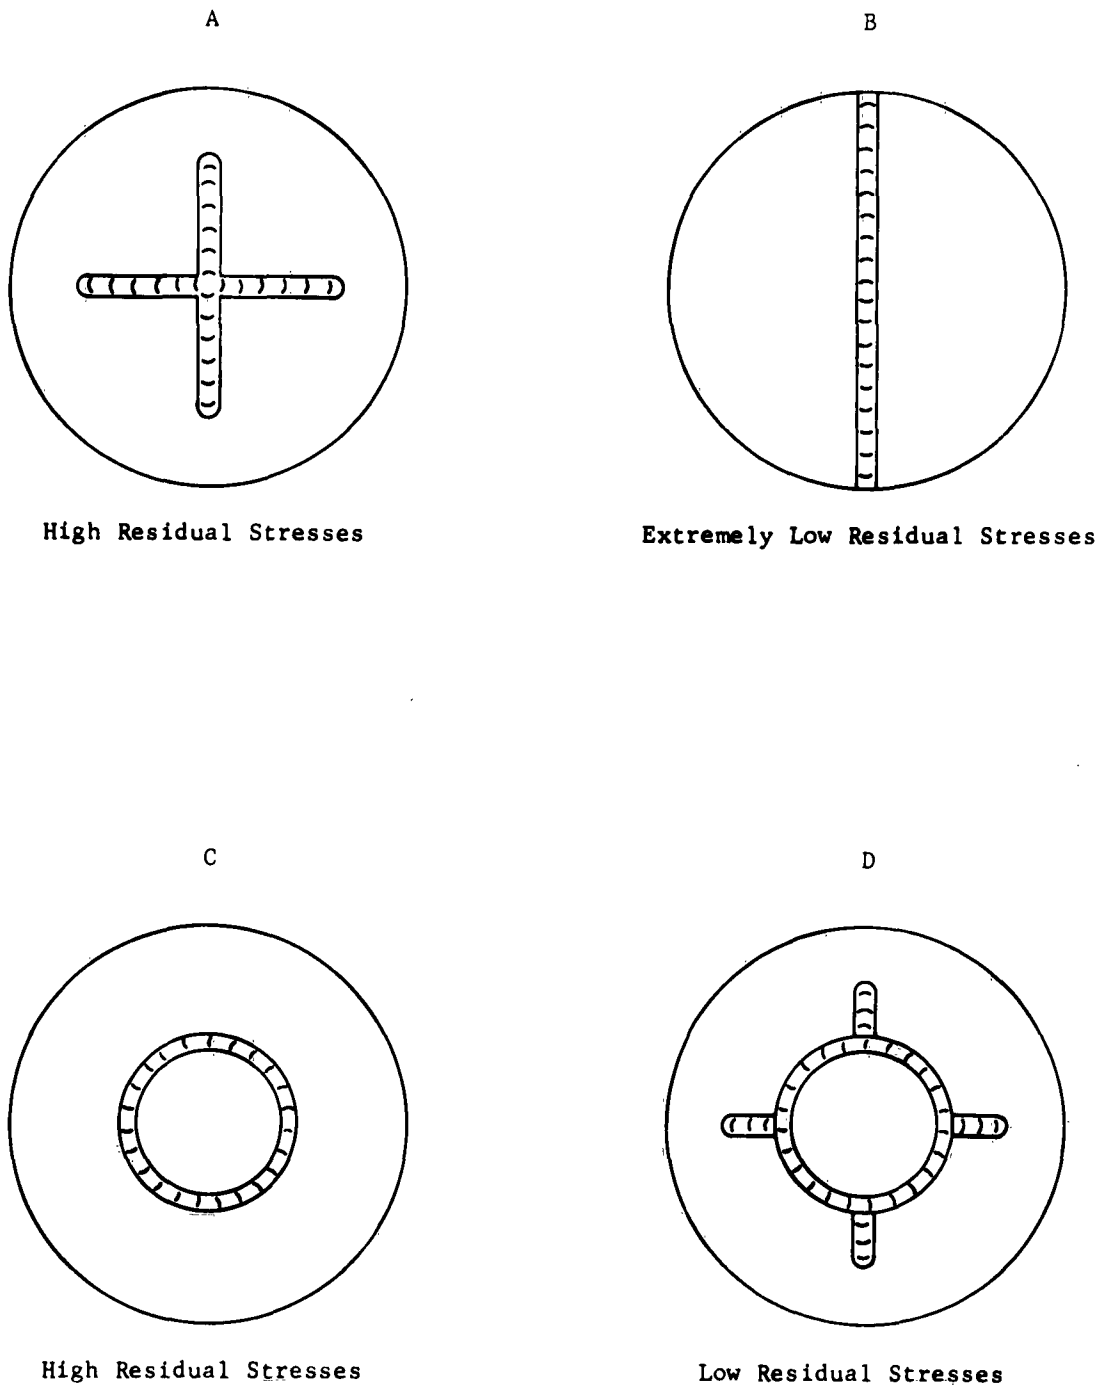 A
B
High Residual Stresses
Extremely Low Residual Stresses
C
D
High Residual Stresses
Low Residual Stresses